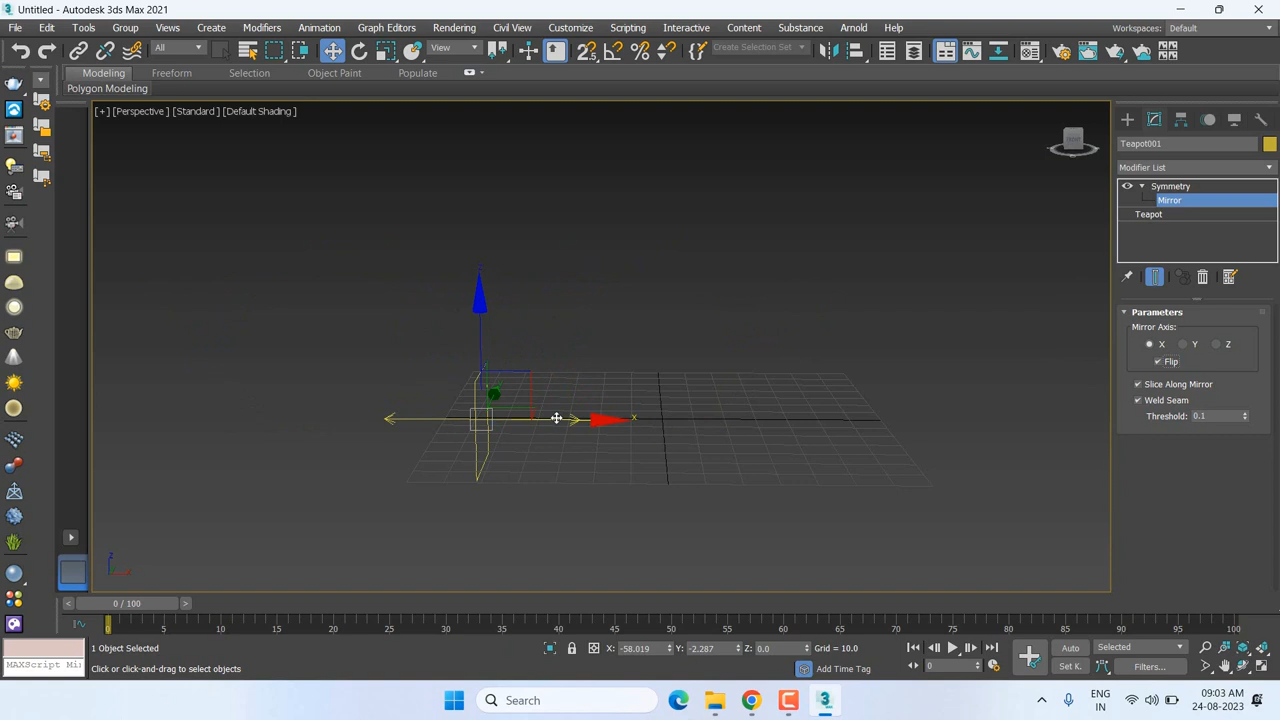 Untitled - Autodesk 3ds Max 2021
File Edit Tools Group Views Create Modifiers Animation Graph Editors Rendering Civil View Customize Scripting Interactive Content Substance Arnold Help Workspaces: Default
All View Create Selection Set
Modeling Freeform Selection Object Paint Populate
Polygon Modeling
[+] [Perspective ] [Standard ] [Default Shading ]
Teapot001
Modifier List
Symmetry
Mirror
Teapot
Parameters
Mirror Axis:
X Y Z
Flip
Slice Along Mirror
Weld Seam
Threshold: 0.1
x
z
0 / 100
0 5 10 15 20 25 30 35 40 45 50 55 60 65 70 75 80 85 90 95 100
1 Object Selected X: -58.019 Y: -2.287 Z: 0.0 Grid = 10.0 Auto Selected
MAXScript Mi: Click or click-and-drag to select objects Add Time Tag 0 Set K. Filters...
Search
ENG
IN
09:03 AM
24-08-2023